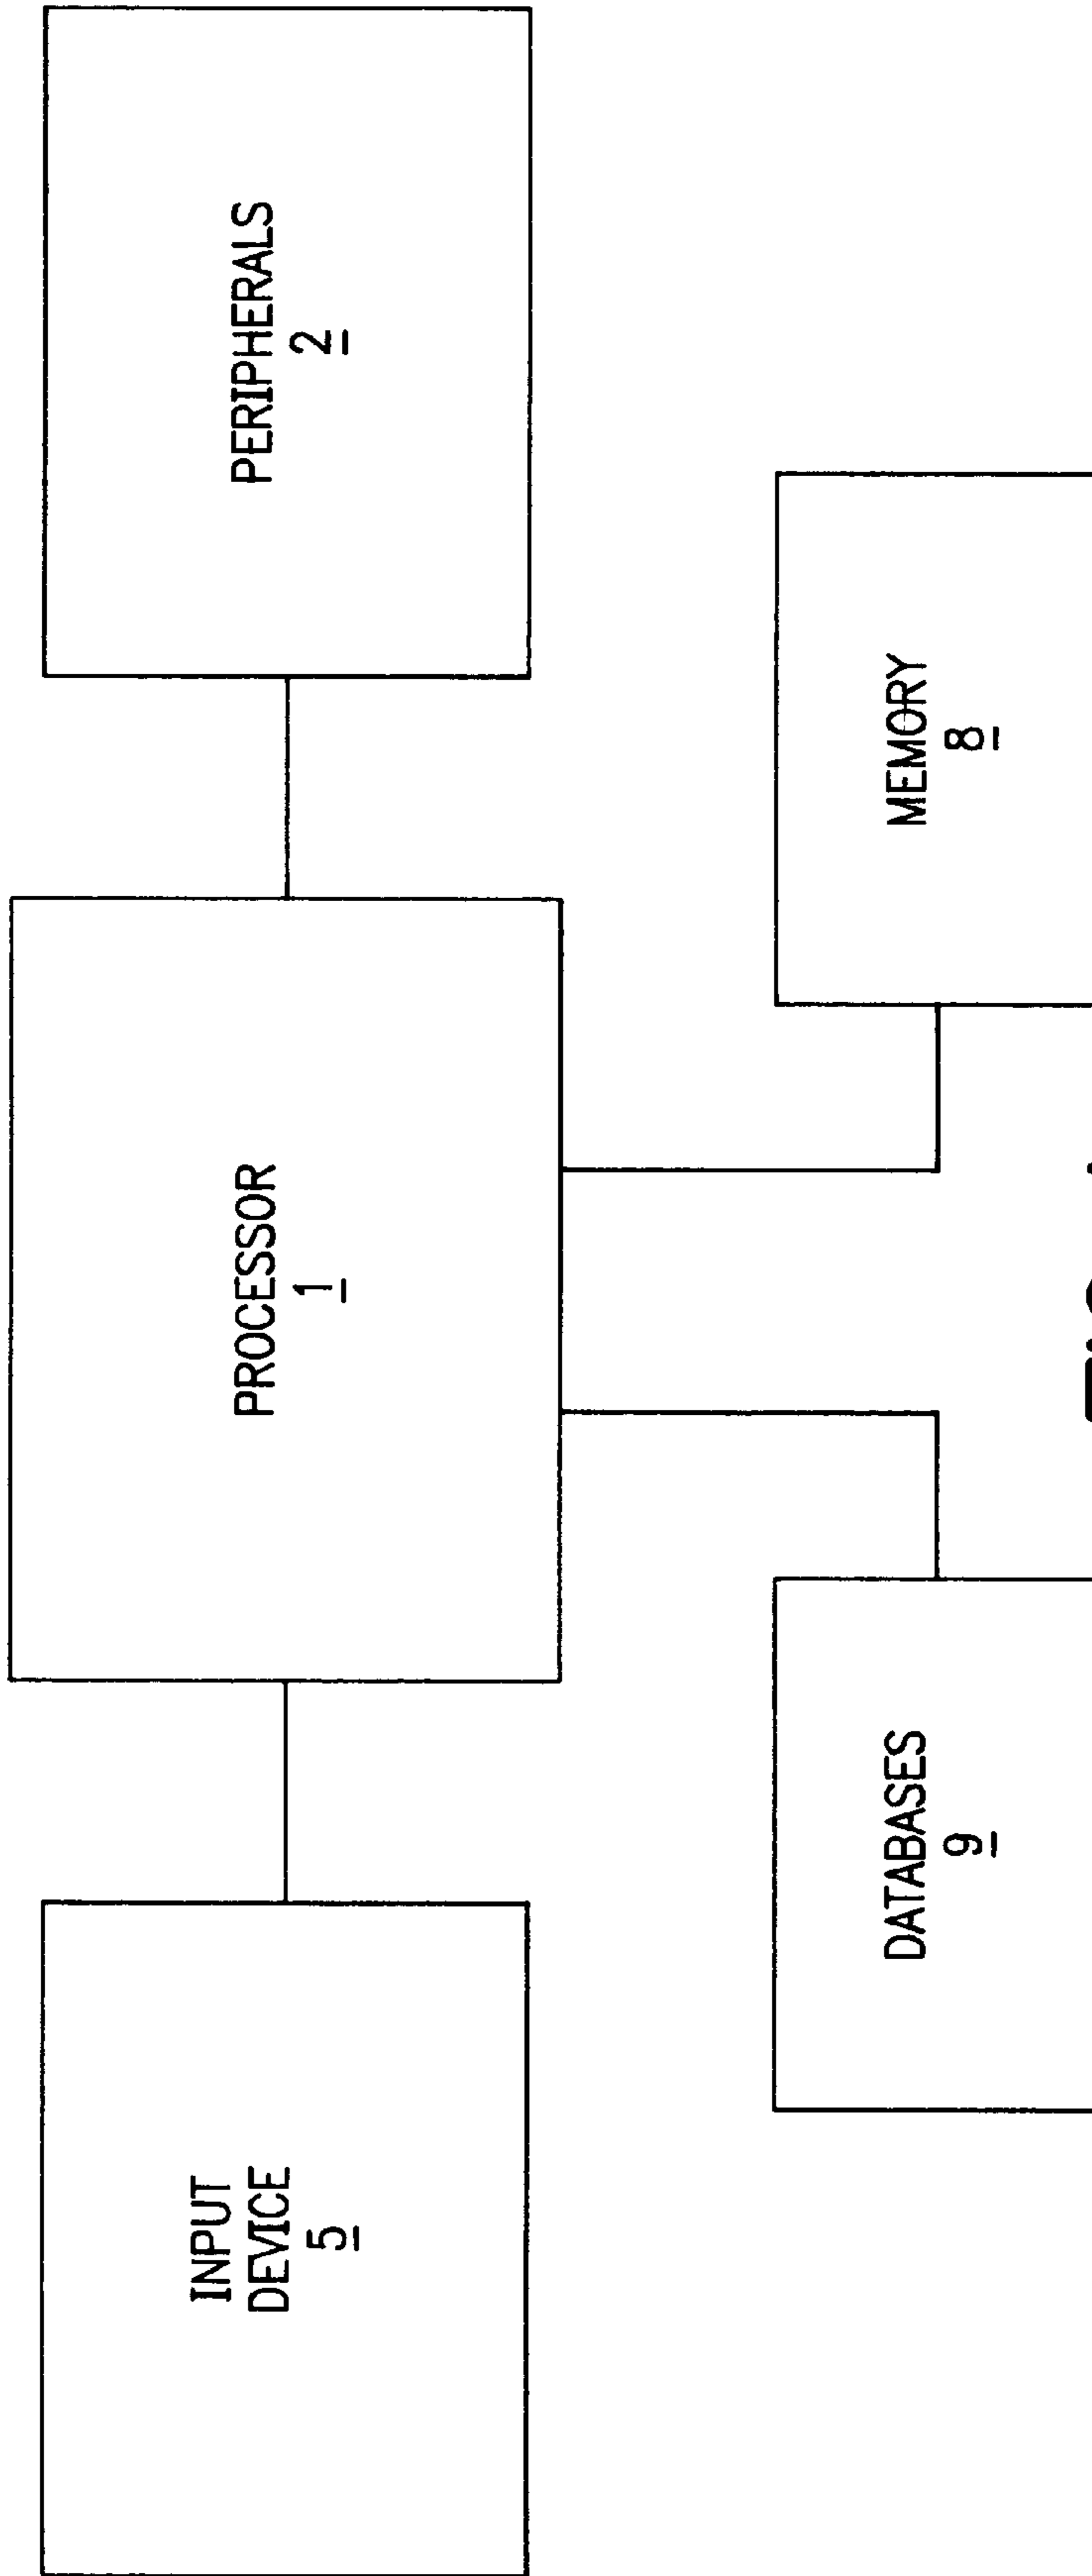 INPUT
DEVICE
5
PROCESSOR
1
PERIPHERALS
2
DATABASES
9
MEMORY
8